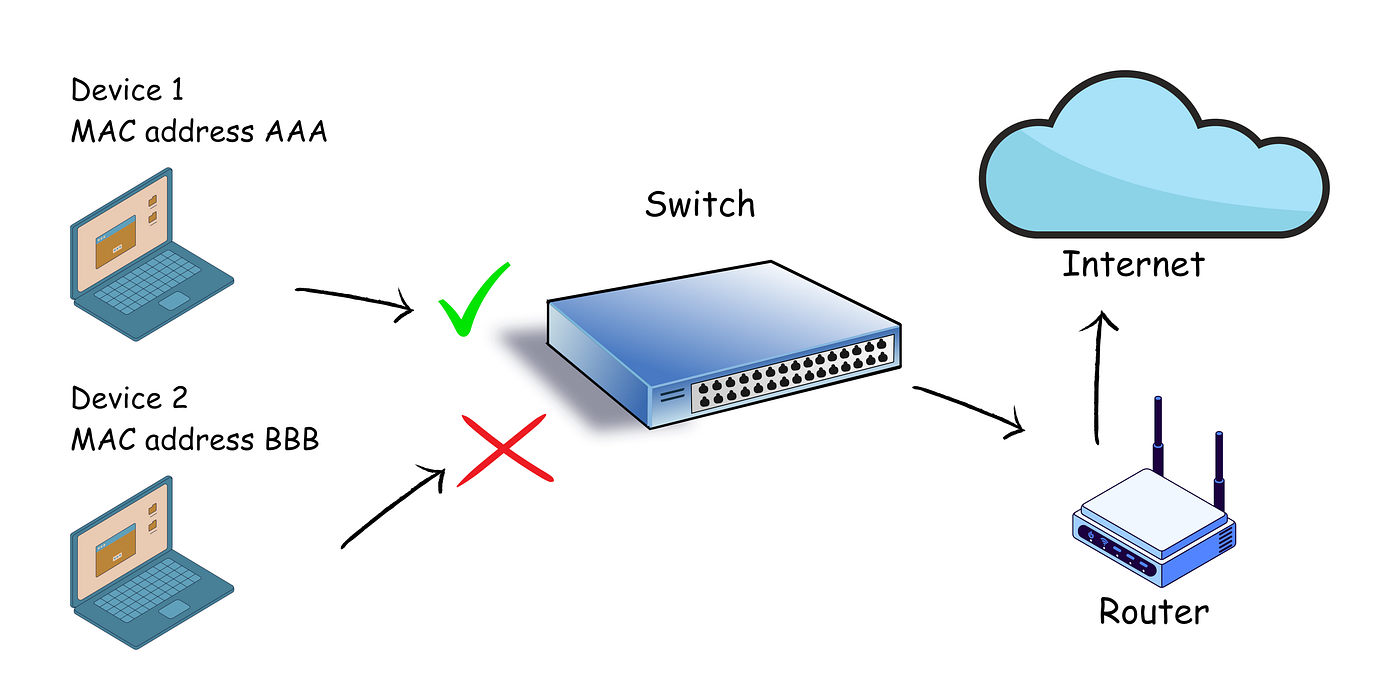 Device 1
MAC address AAA
Switch
Internet
Device 2
MAC address BBB
Router